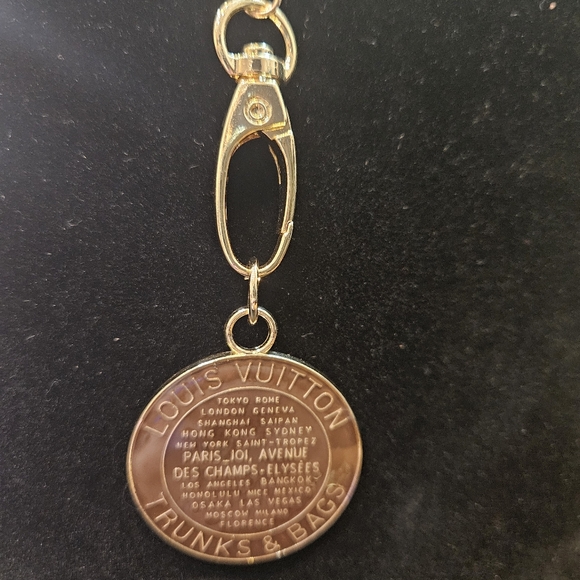 LOUIS VUITTON
TOKYO ROME
LONDON GENEVA
SHANGHAI SAIPAN
HONG KONG SYDNEY
NEW YORK SAINT-TROPEZ
PARIS_101, AVENUE
DES CHAMPS-ELYSÉES
LOS ANGELES BANGKOK-
HONOLULU NICE MEXICO
OSAKA LAS VEGAS
MOSCOW MILANO
FLORENCE
TRUNKS & BAGS